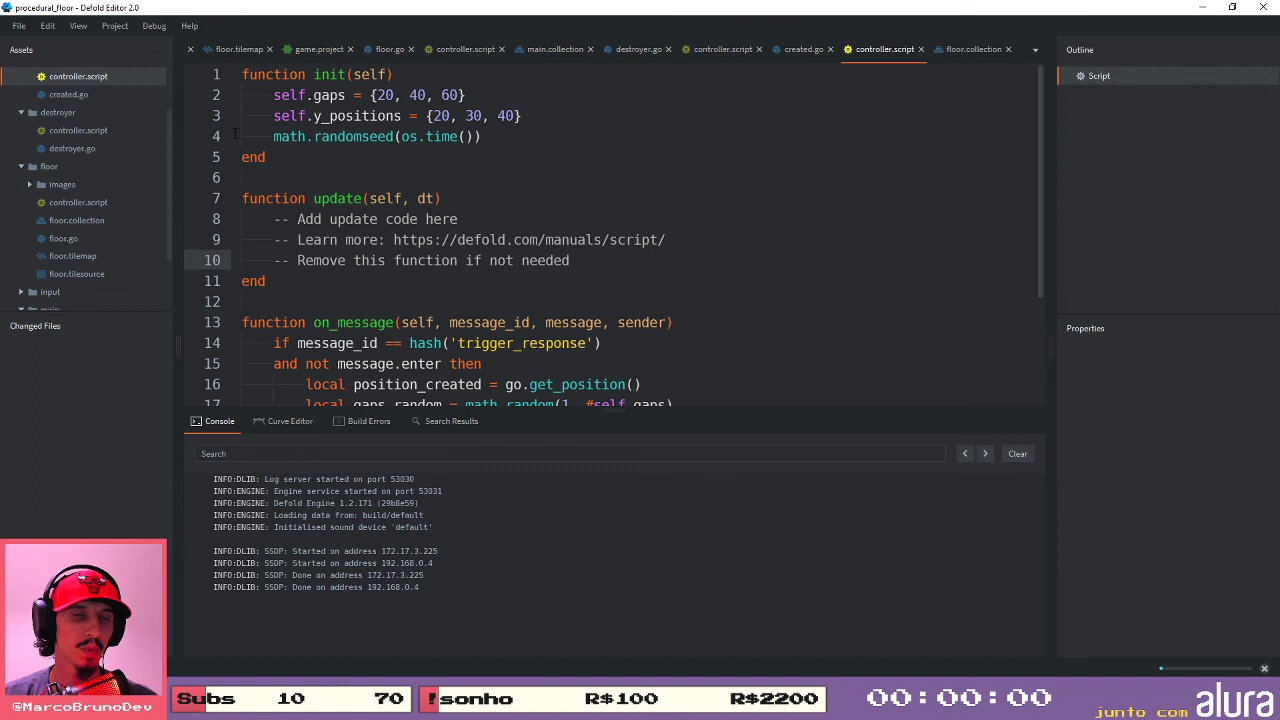 procedural_floor - Defold Editor 2.0
File Edit View Project Debug Help
Assets
controller.script
created.go
destroyer
controller.script
destroyer.go
floor
images
controller.script
floor.collection
floor.go
floor.tilemap
floor.tilesource
input
main
Changed Files
floor.tilemap game.project floor.go controller.script main.collection destroyer.go controller.script created.go controller.script floor.collection
1 function init(self)
2 self.gaps = {20, 40, 60}
3 self.y_positions = {20, 30, 40}
4 math.randomseed(os.time())
5 end
6
7 function update(self, dt)
8 -- Add update code here
9 -- Learn more: https://defold.com/manuals/script/
10 -- Remove this function if not needed
11 end
12
13 function on_message(self, message_id, message, sender)
14 if message_id == hash('trigger_response')
15 and not message.enter then
16 local position_created = go.get_position()
17 local gaps_random = math.random(1, #self.gaps)
Console Curve Editor Build Errors Search Results
Search
Clear
INFO:DLIB: Log server started on port 53030
INFO:ENGINE: Engine service started on port 53031
INFO:ENGINE: Defold Engine 1.2.171 (29b8e59)
INFO:ENGINE: Loading data from: build/default
INFO:ENGINE: Initialised sound device 'default'
INFO:DLIB: SSDP: Started on address 172.17.3.225
INFO:DLIB: SSDP: Started on address 192.168.0.4
INFO:DLIB: SSDP: Done on address 172.17.3.225
INFO:DLIB: SSDP: Done on address 192.168.0.4
Outline
Script
Properties
@MarcoBrunoDev
Subs 10 70
!sonho R$100 R$2200
00:00:00
junto com alura